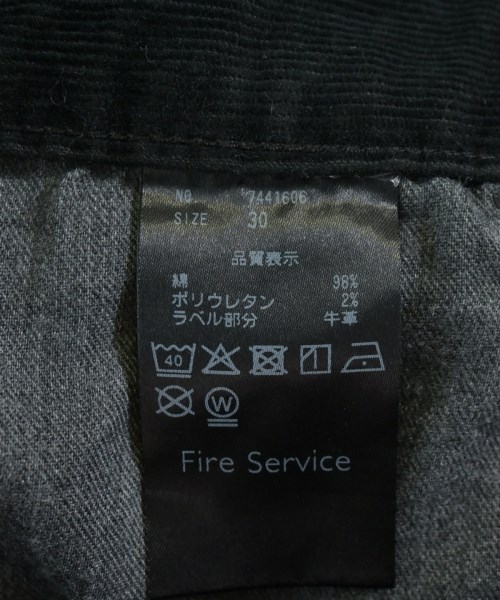 NO. 7441606
SIZE 30
品質表示
綿 98%
ポリウレタン 2%
ラベル部分 牛革
40
W
Fire Service